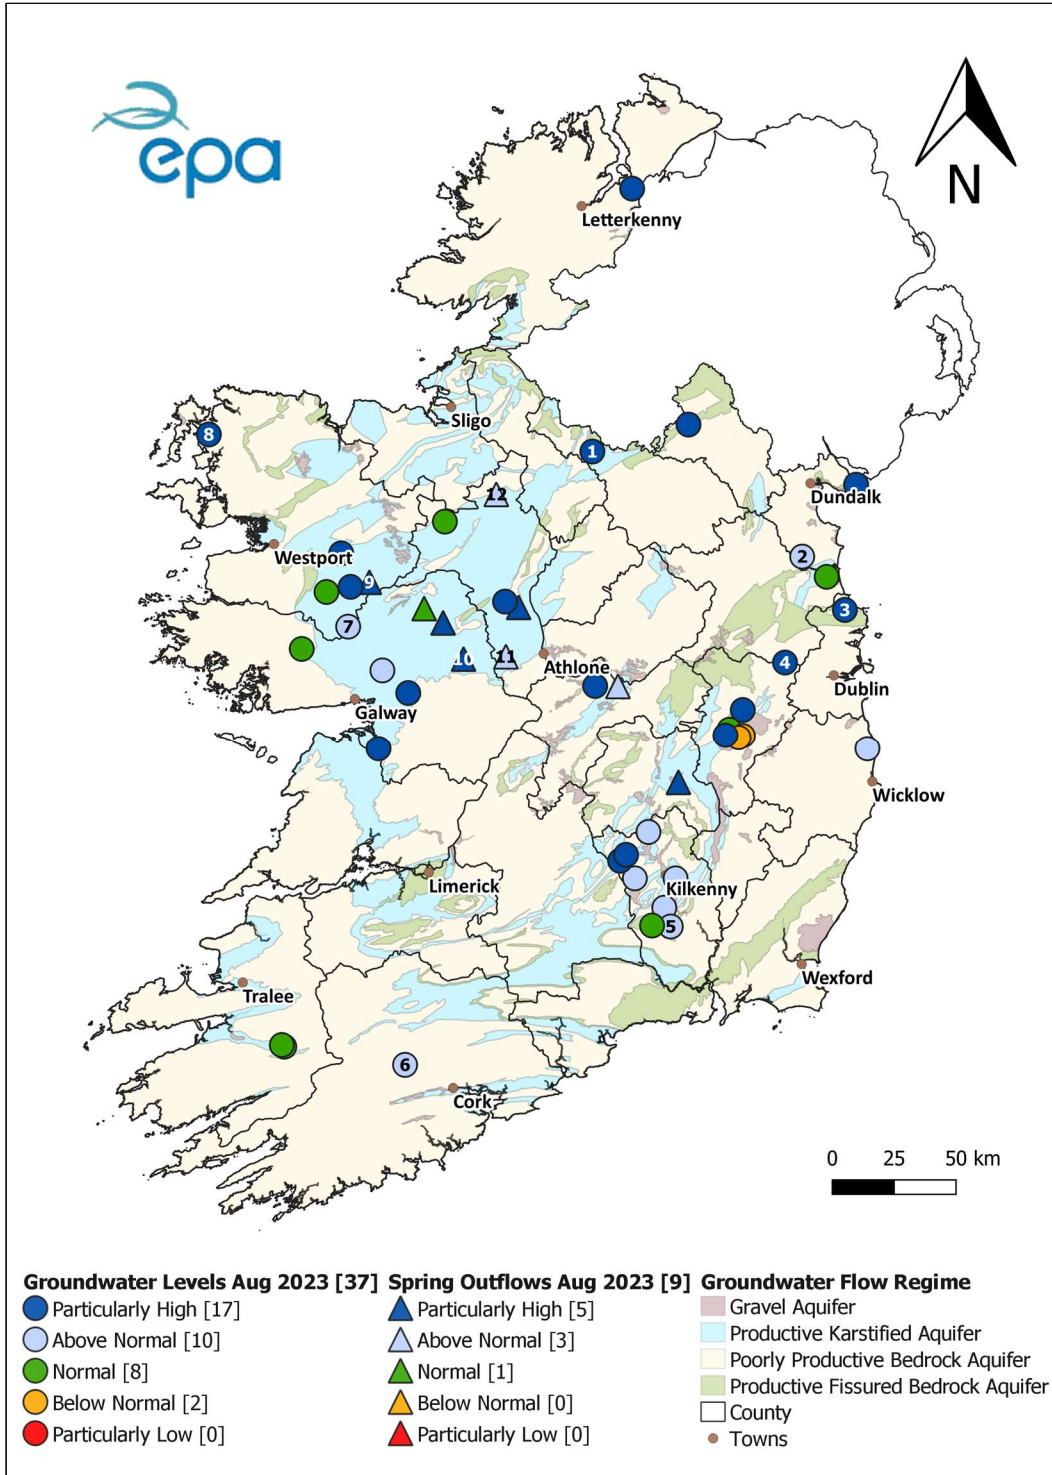 epa
N
Letterkenny
Sligo
8
1
Dundalk
12
Westport
2
9
3
7
10
11
Athlone
4
Dublin
Galway
Wicklow
Limerick
Kilkenny
5
Wexford
Tralee
6
Cork
0 25 50 km
Groundwater Levels Aug 2023 [37]
Particularly High [17]
Above Normal [10]
Normal [8]
Below Normal [2]
Particularly Low [0]
Spring Outflows Aug 2023 [9]
Particularly High [5]
Above Normal [3]
Normal [1]
Below Normal [0]
Particularly Low [0]
Groundwater Flow Regime
Gravel Aquifer
Productive Karstified Aquifer
Poorly Productive Bedrock Aquifer
Productive Fissured Bedrock Aquifer
County
Towns